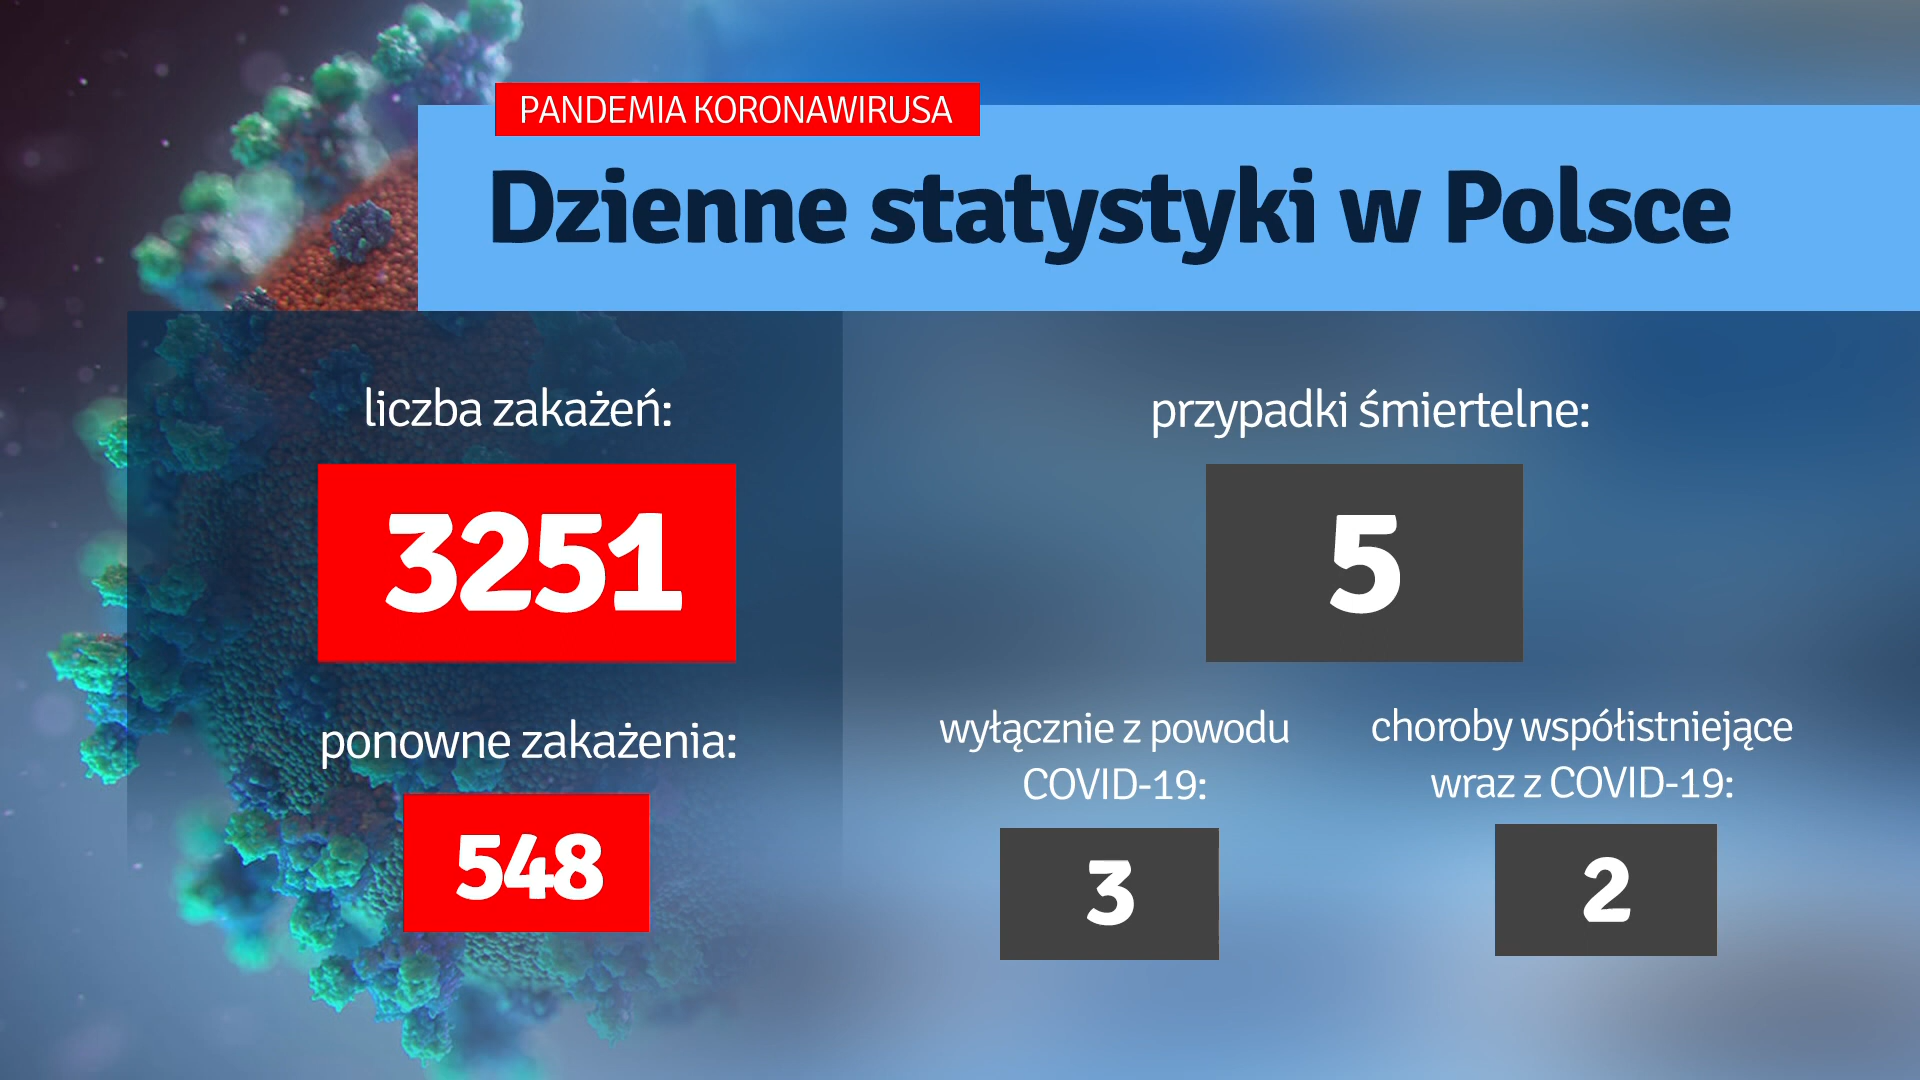 PANDEMIA KORONAWIRUSA
Dzienne statystyki w Polsce
liczba zakażeń:
3251
ponowne zakażenia:
548
przypadki śmiertelne:
5
wyłącznie z powodu
COVID-19:
3
choroby współistniejące
wraz z COVID-19:
2